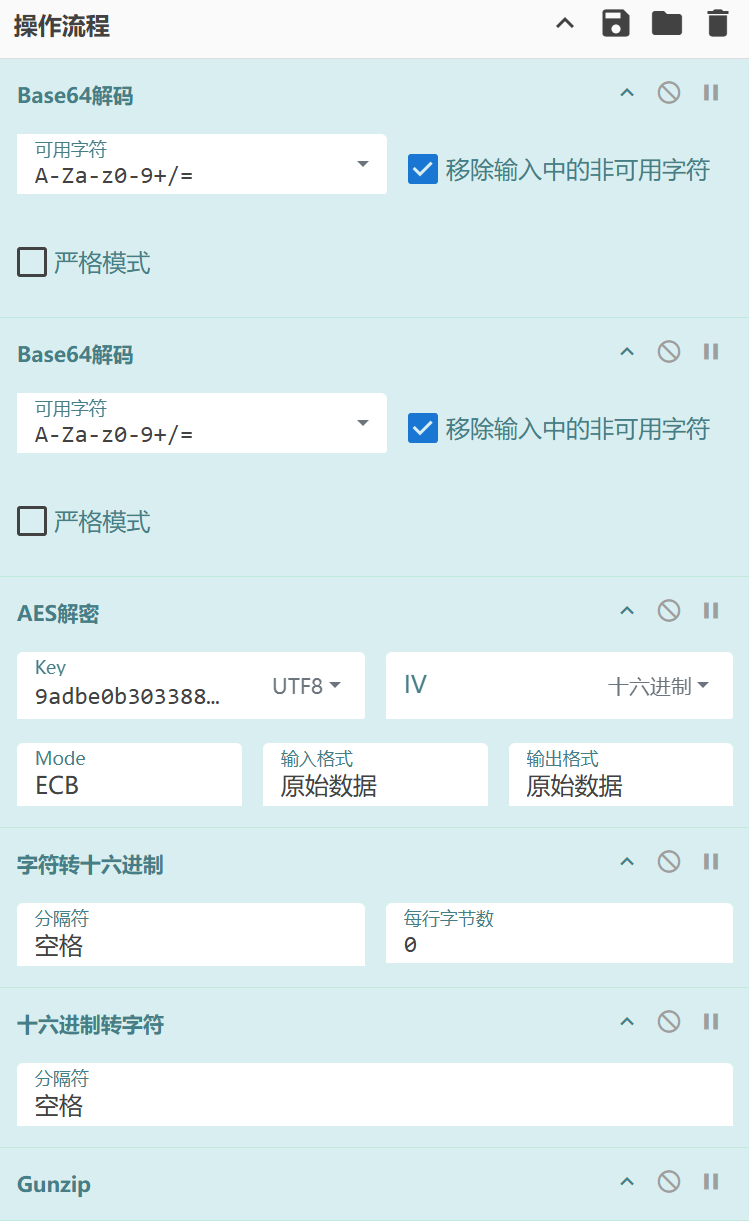 操作流程
Base64解码
可用字符
A-Za-z0-9+/=
移除输入中的非可用字符
严格模式
Base64解码
可用字符
A-Za-z0-9+/=
移除输入中的非可用字符
严格模式
AES解密
Key
9adbe0b303388… UTF8
IV 十六进制
Mode
ECB
输入格式
原始数据
输出格式
原始数据
字符转十六进制
分隔符
空格
每行字节数
0
十六进制转字符
分隔符
空格
Gunzip